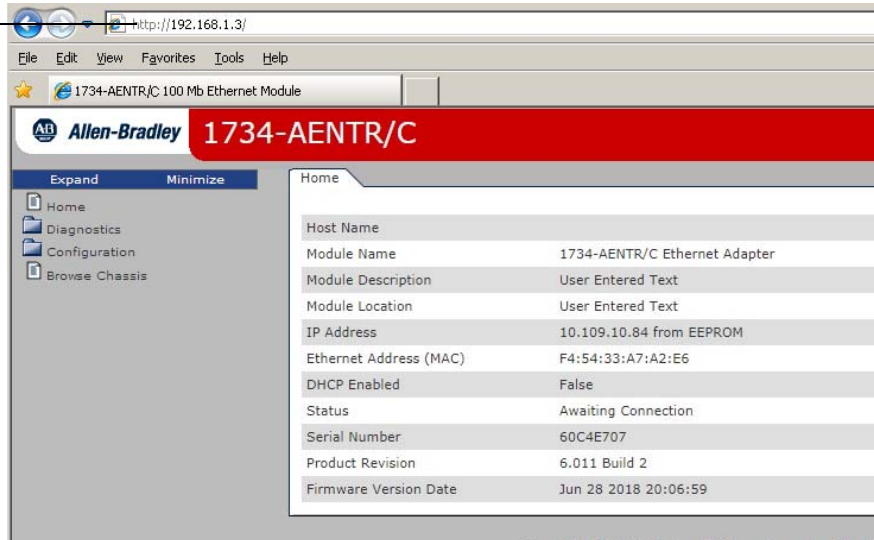 http://192.168.1.3/
File Edit View Favorites Tools Help
1734-AENTR/C 100 Mb Ethernet Module
AB Allen-Bradley 1734-AENTR/C
Expand Minimize
Home
Home
Diagnostics
Configuration
Browse Chassis
Host Name
Module Name 1734-AENTR/C Ethernet Adapter
Module Description User Entered Text
Module Location User Entered Text
IP Address 10.109.10.84 from EEPROM
Ethernet Address (MAC) F4:54:33:A7:A2:E6
DHCP Enabled False
Status Awaiting Connection
Serial Number 60C4E707
Product Revision 6.011 Build 2
Firmware Version Date Jun 28 2018 20:06:59